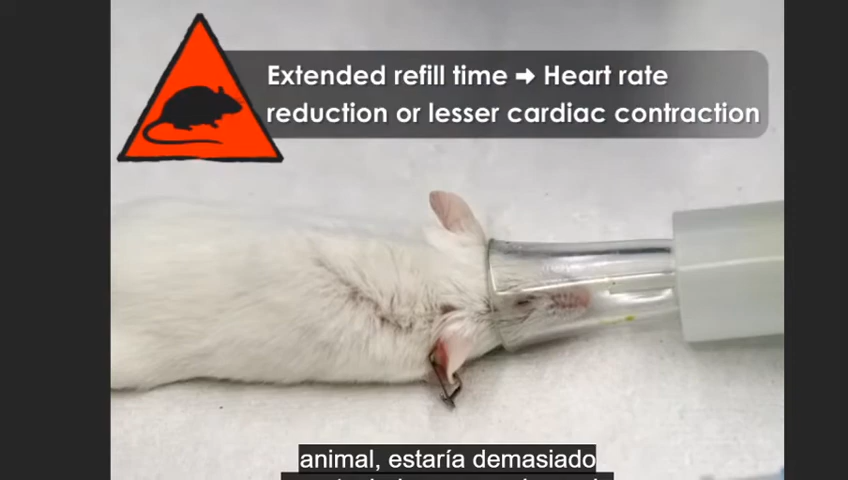 Extended refill time ➡ Heart rate
reduction or lesser cardiac contraction
animal, estaría demasiado